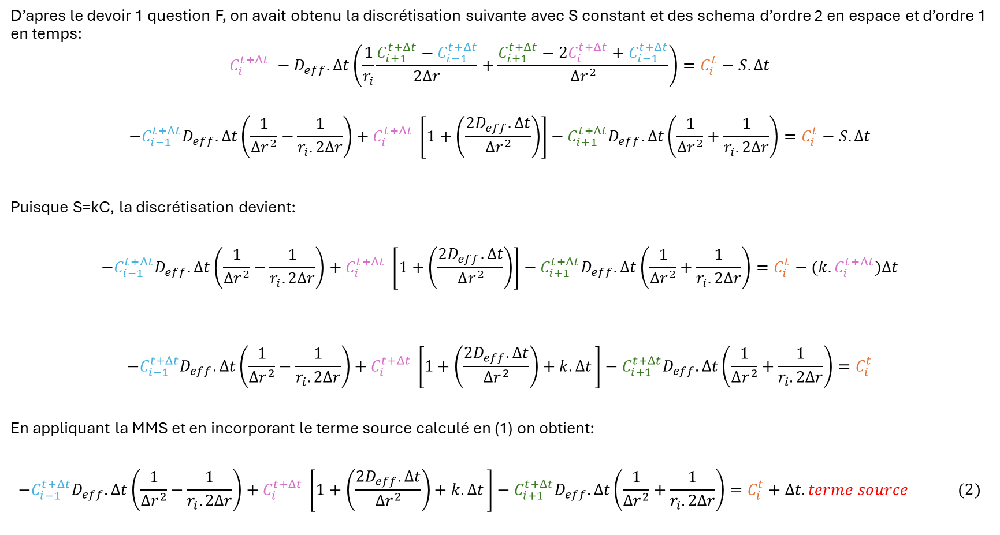 D’apres le devoir 1 question F, on avait obtenu la discrétisation suivante avec S constant et des schema d’ordre 2 en espace et d’ordre 1
en temps:
$C_i^{t+\Delta t} - D_{eff}.\Delta t\left(\frac{1}{r_i}\frac{C_{i+1}^{t+\Delta t} - C_{i-1}^{t+\Delta t}}{2\Delta r} + \frac{C_{i+1}^{t+\Delta t} - 2C_i^{t+\Delta t} + C_{i-1}^{t+\Delta t}}{\Delta r^2}\right) = C_i^t - S.\Delta t$
$-C_{i-1}^{t+\Delta t}D_{eff}.\Delta t\left(\frac{1}{\Delta r^2} - \frac{1}{r_i.2\Delta r}\right) + C_i^{t+\Delta t}\left[1 + \left(\frac{2D_{eff}.\Delta t}{\Delta r^2}\right)\right] - C_{i+1}^{t+\Delta t}D_{eff}.\Delta t\left(\frac{1}{\Delta r^2} + \frac{1}{r_i.2\Delta r}\right) = C_i^t - S.\Delta t$
Puisque S=kC, la discrétisation devient:
$-C_{i-1}^{t+\Delta t}D_{eff}.\Delta t\left(\frac{1}{\Delta r^2} - \frac{1}{r_i.2\Delta r}\right) + C_i^{t+\Delta t}\left[1 + \left(\frac{2D_{eff}.\Delta t}{\Delta r^2}\right)\right] - C_{i+1}^{t+\Delta t}D_{eff}.\Delta t\left(\frac{1}{\Delta r^2} + \frac{1}{r_i.2\Delta r}\right) = C_i^t - (k.C_i^{t+\Delta t})\Delta t$
$-C_{i-1}^{t+\Delta t}D_{eff}.\Delta t\left(\frac{1}{\Delta r^2} - \frac{1}{r_i.2\Delta r}\right) + C_i^{t+\Delta t}\left[1 + \left(\frac{2D_{eff}.\Delta t}{\Delta r^2}\right) + k.\Delta t\right] - C_{i+1}^{t+\Delta t}D_{eff}.\Delta t\left(\frac{1}{\Delta r^2} + \frac{1}{r_i.2\Delta r}\right) = C_i^t$
En appliquant la MMS et en incorporant le terme source calculé en (1) on obtient:
$-C_{i-1}^{t+\Delta t}D_{eff}.\Delta t\left(\frac{1}{\Delta r^2} - \frac{1}{r_i.2\Delta r}\right) + C_i^{t+\Delta t}\left[1 + \left(\frac{2D_{eff}.\Delta t}{\Delta r^2}\right) + k.\Delta t\right] - C_{i+1}^{t+\Delta t}D_{eff}.\Delta t\left(\frac{1}{\Delta r^2} + \frac{1}{r_i.2\Delta r}\right) = C_i^t + \Delta t.terme\ source$ (2)